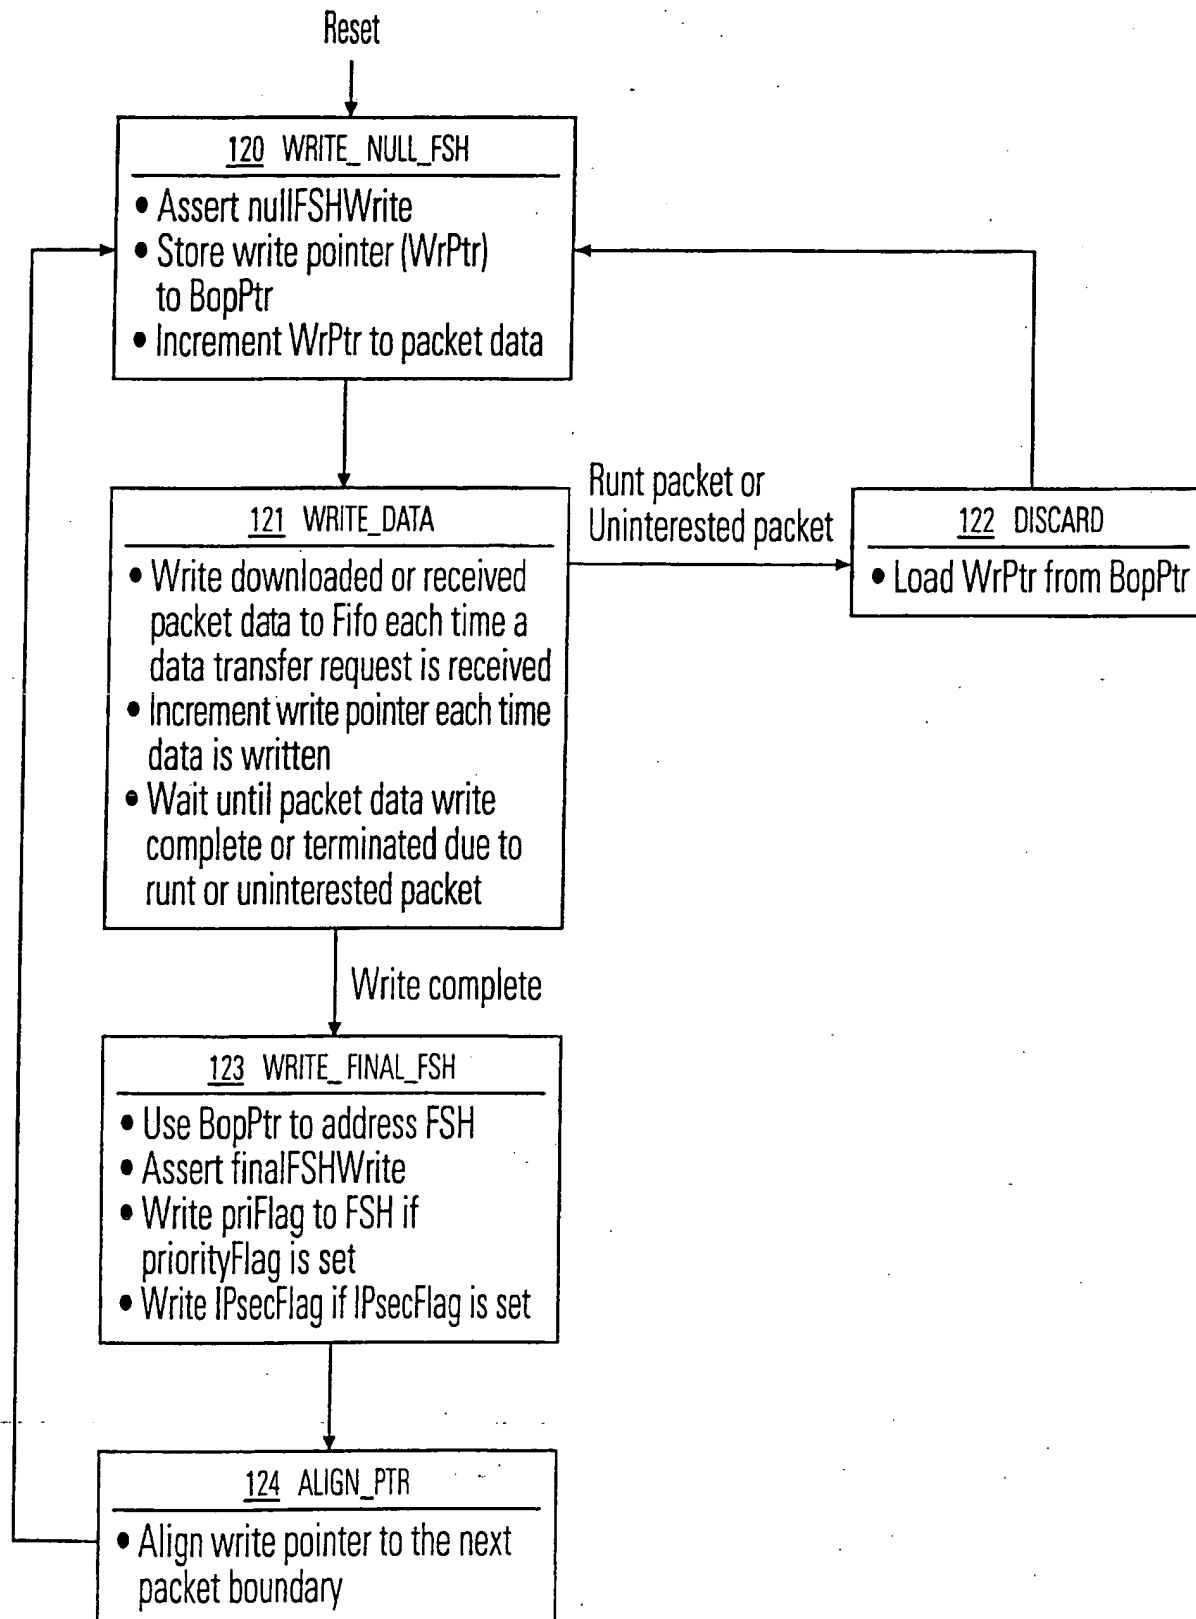 Reset
120 WRITE_NULL_FSH
• Assert nullFSHWrite
• Store write pointer (WrPtr)
to BopPtr
• Increment WrPtr to packet data
121 WRITE_DATA
• Write downloaded or received
packet data to Fifo each time a
data transfer request is received
• Increment write pointer each time
data is written
• Wait until packet data write
complete or terminated due to
runt or uninterested packet
Runt packet or
Uninterested packet
122 DISCARD
• Load WrPtr from BopPtr
Write complete
123 WRITE_FINAL_FSH
• Use BopPtr to address FSH
• Assert finalFSHWrite
• Write priFlag to FSH if
priorityFlag is set
• Write IPsecFlag if IPsecFlag is set
124 ALIGN_PTR
• Align write pointer to the next
packet boundary